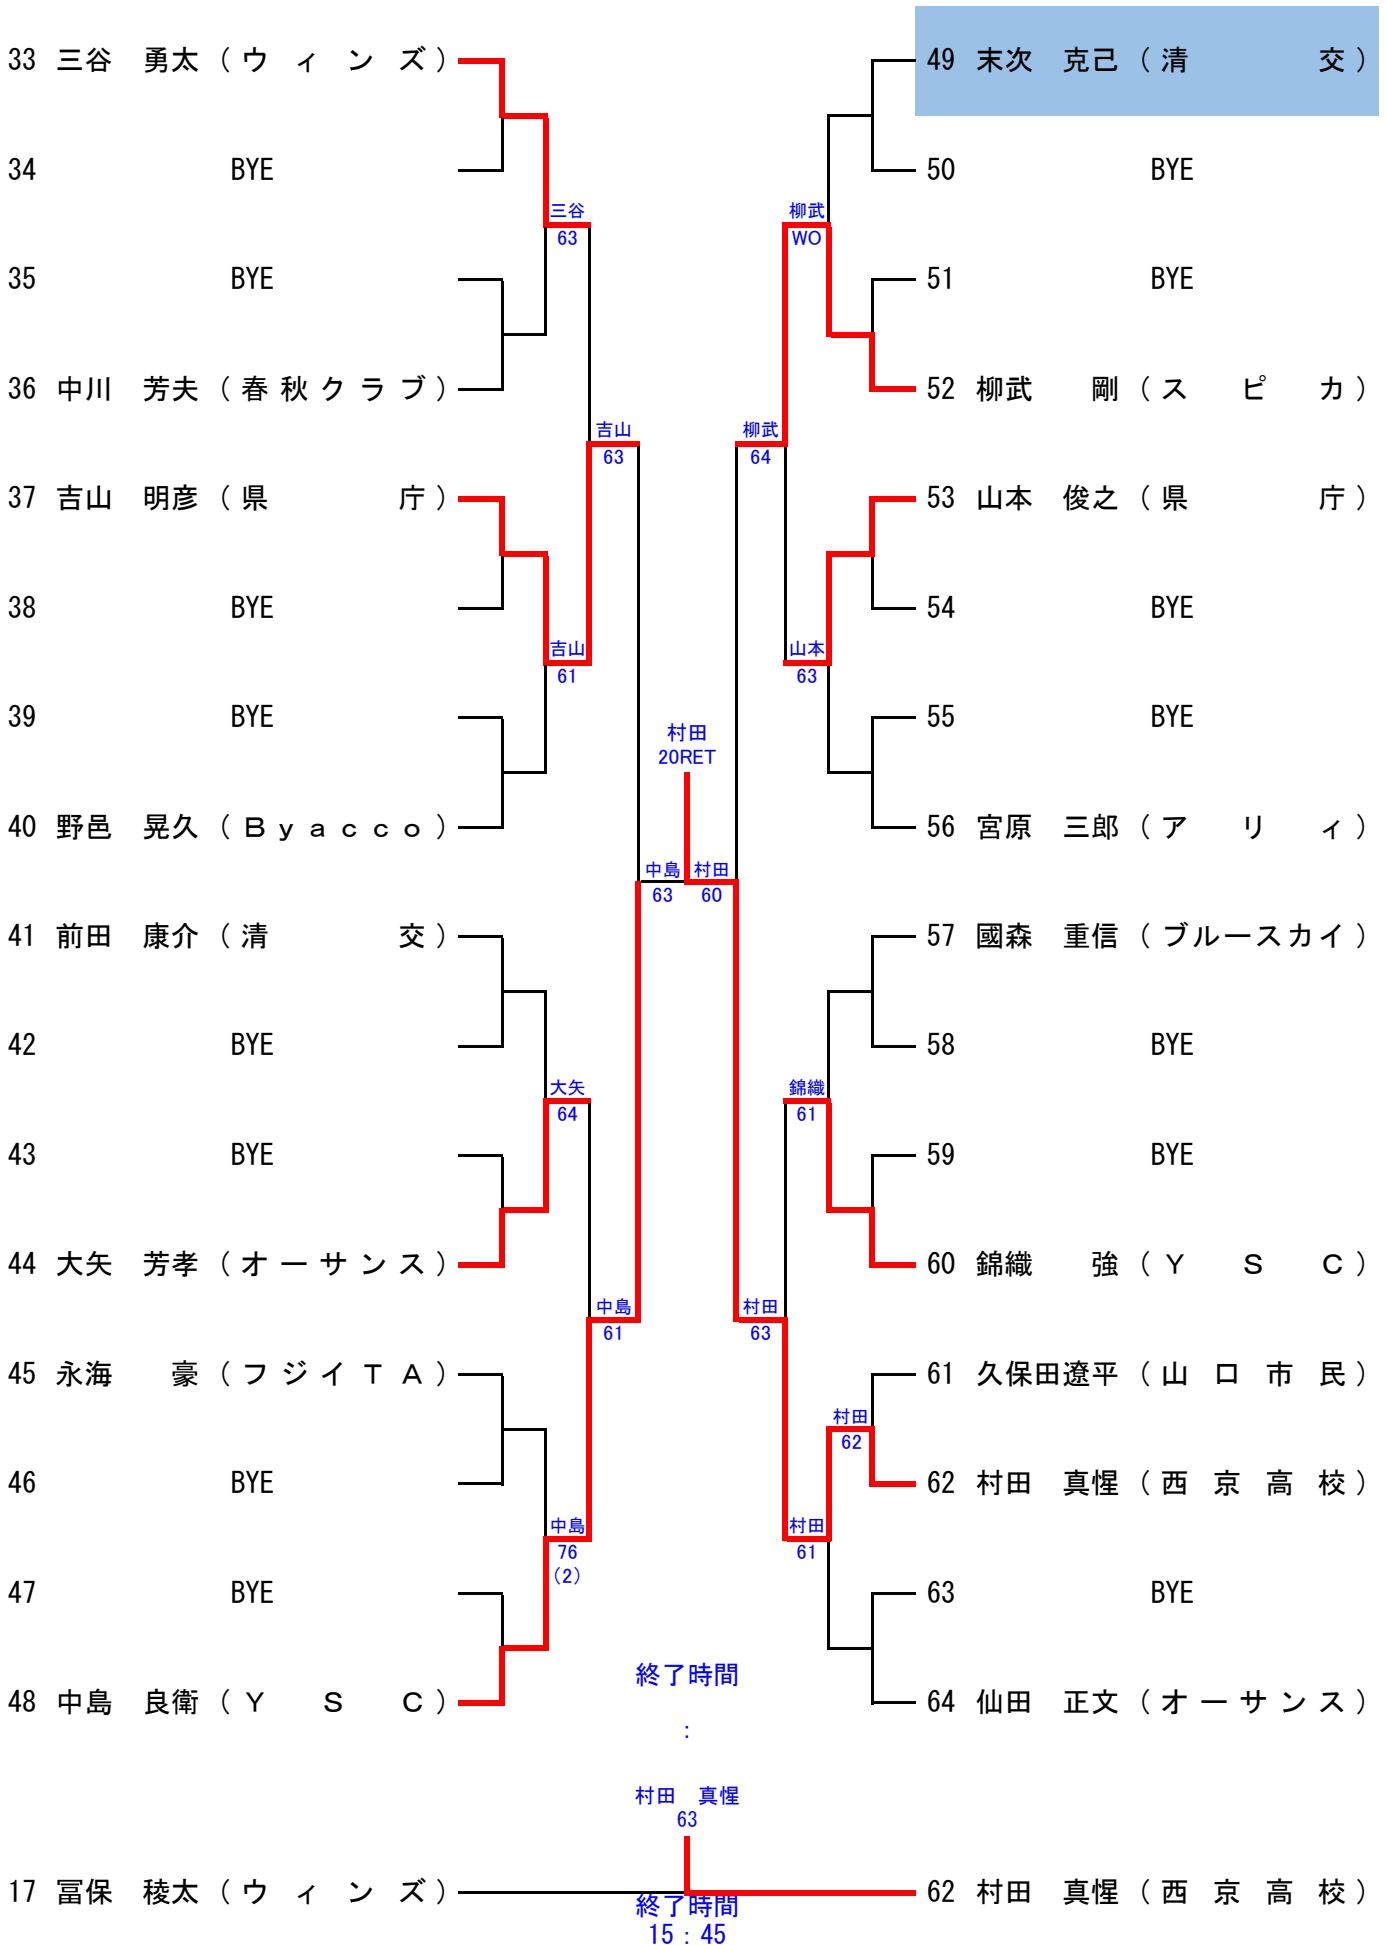 33 三谷　勇太（ウィンズ）
34 BYE
35 BYE
36 中川　芳夫（春秋クラブ）
37 吉山　明彦（県庁）
38 BYE
39 BYE
40 野邑　晃久（Byacco）
41 前田　康介（清交）
42 BYE
43 BYE
44 大矢　芳孝（オーサンス）
45 永海　豪（フジイTA）
46 BYE
47 BYE
48 中島　良衛（YSC）
三谷
63
吉山
61
大矢
64
中島
76
(2)
吉山
63
中島
61
中島
63
村田
20RET
村田
60
柳武
64
村田
63
柳武
WO
山本
63
錦織
61
村田
61
村田
62
49 末次　克己（清交）
50 BYE
51 BYE
52 柳武　剛（スピカ）
53 山本　俊之（県庁）
54 BYE
55 BYE
56 宮原　三郎（アリィ）
57 國森　重信（ブルースカイ）
58 BYE
59 BYE
60 錦織　強（YSC）
61 久保田遼平（山口市民）
62 村田　真惺（西京高校）
63 BYE
64 仙田　正文（オーサンス）
終了時間
:
村田　真惺
63
17 冨保　稜太（ウィンズ）
62 村田　真惺（西京高校）
終了時間
15：45